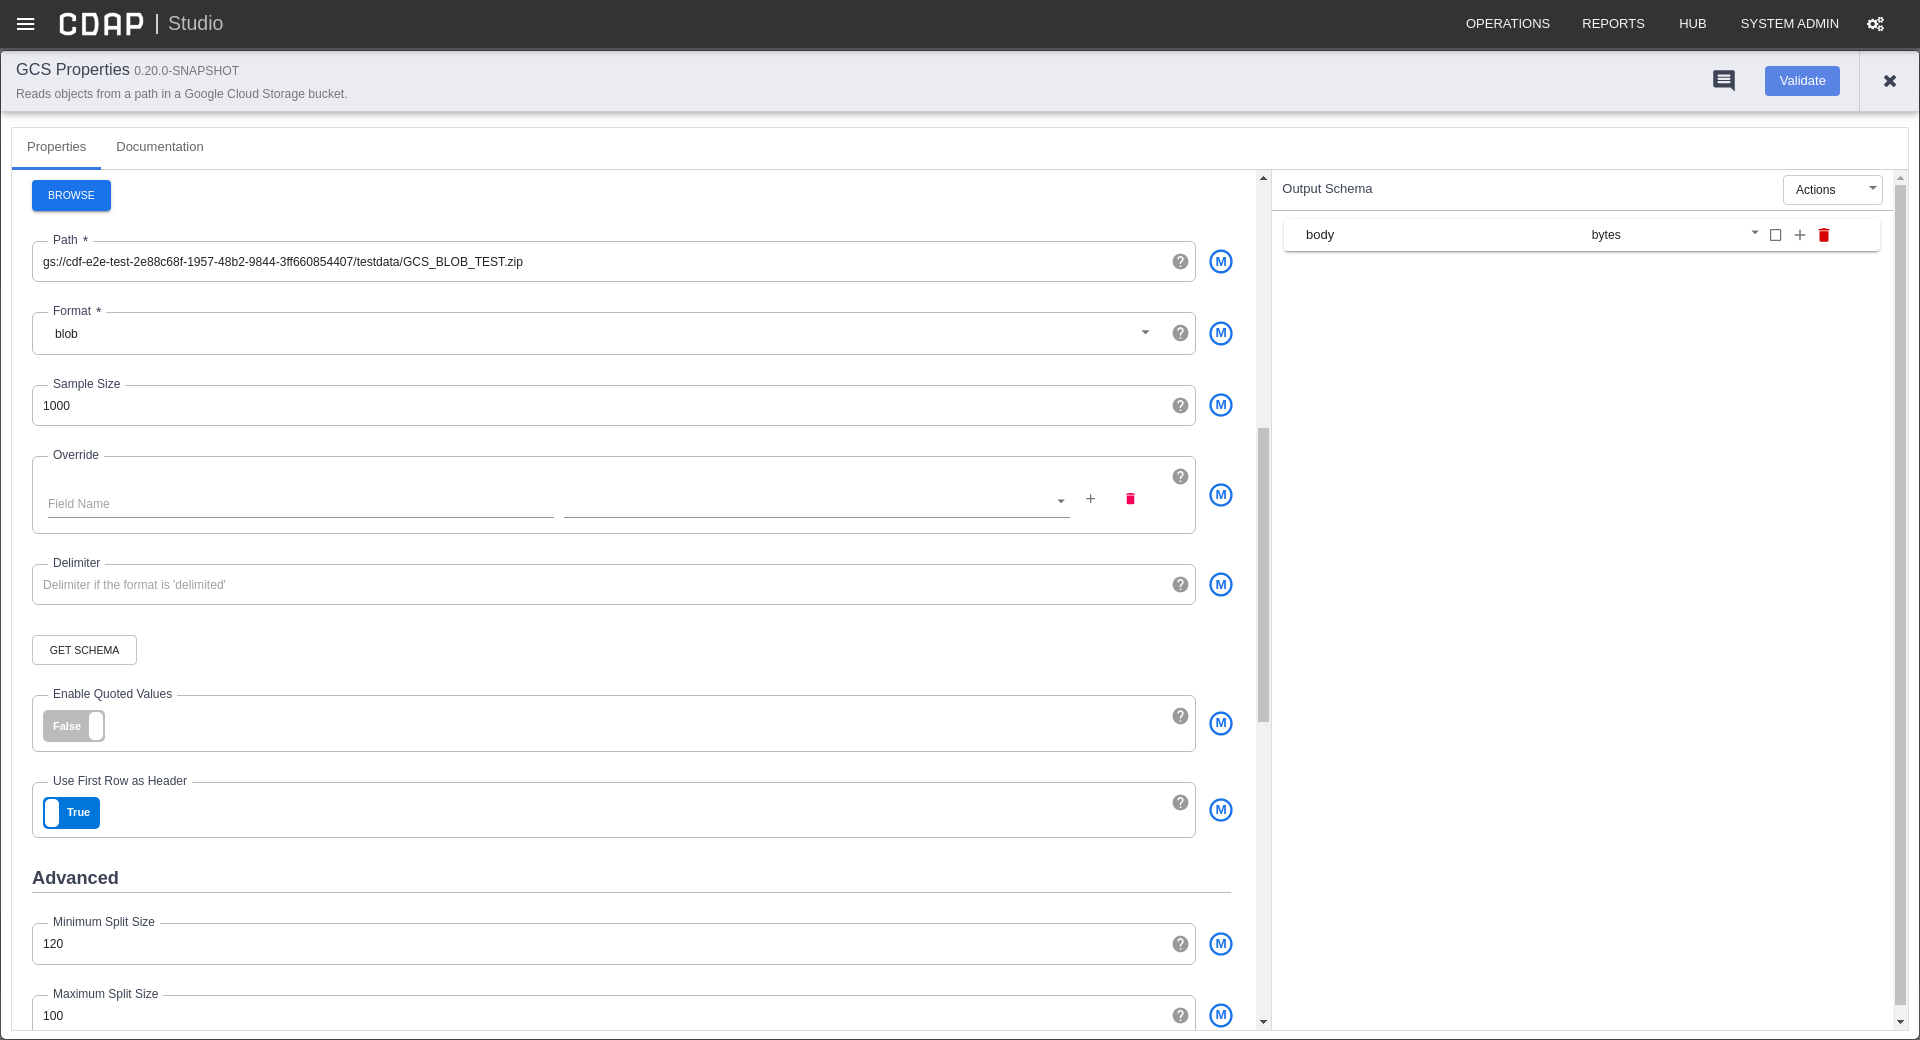 CDAP | Studio
OPERATIONS REPORTS HUB SYSTEM ADMIN
GCS Properties 0.20.0-SNAPSHOT
Reads objects from a path in a Google Cloud Storage bucket.
Validate
Properties Documentation
BROWSE
Output Schema
Actions
body bytes
Path *
gs://cdf-e2e-test-2e88c68f-1957-48b2-9844-3ff660854407/testdata/GCS_BLOB_TEST.zip
M
Format *
blob
M
Sample Size
1000
M
Override
Field Name
M
Delimiter
Delimiter if the format is 'delimited'
M
GET SCHEMA
Enable Quoted Values
False
M
Use First Row as Header
True
M
Advanced
Minimum Split Size
120
M
Maximum Split Size
100
M